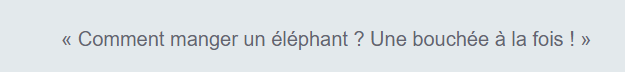 « Comment manger un éléphant ? Une bouchée à la fois ! »